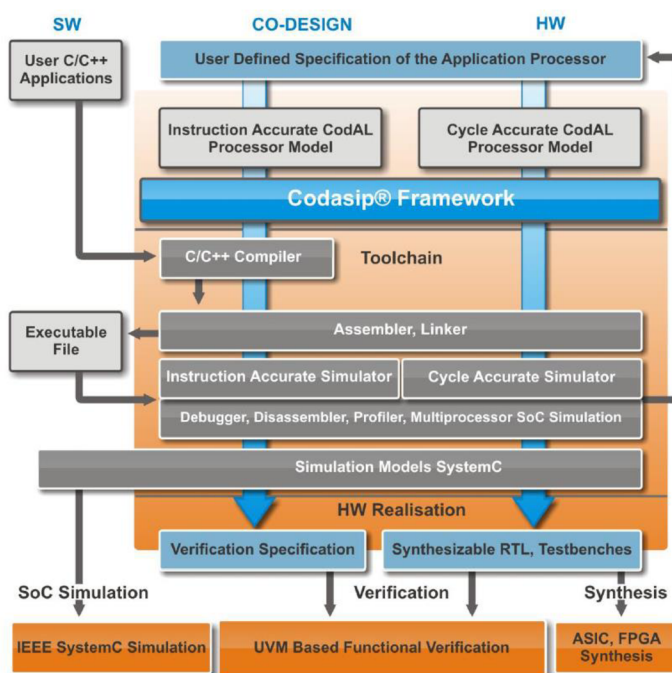 SW
CO-DESIGN
HW
User C/C++
Applications
User Defined Specification of the Application Processor
Instruction Accurate CodAL
Processor Model
Cycle Accurate CodAL
Processor Model
Codasip® Framework
C/C++ Compiler
Toolchain
Assembler, Linker
Executable
File
Instruction Accurate Simulator
Cycle Accurate Simulator
Debugger, Disassembler, Profiler, Multiprocessor SoC Simulation
Simulation Models SystemC
HW Realisation
Verification Specification
Synthesizable RTL, Testbenches
SoC Simulation
Verification
Synthesis
IEEE SystemC Simulation
UVM Based Functional Verification
ASIC, FPGA
Synthesis